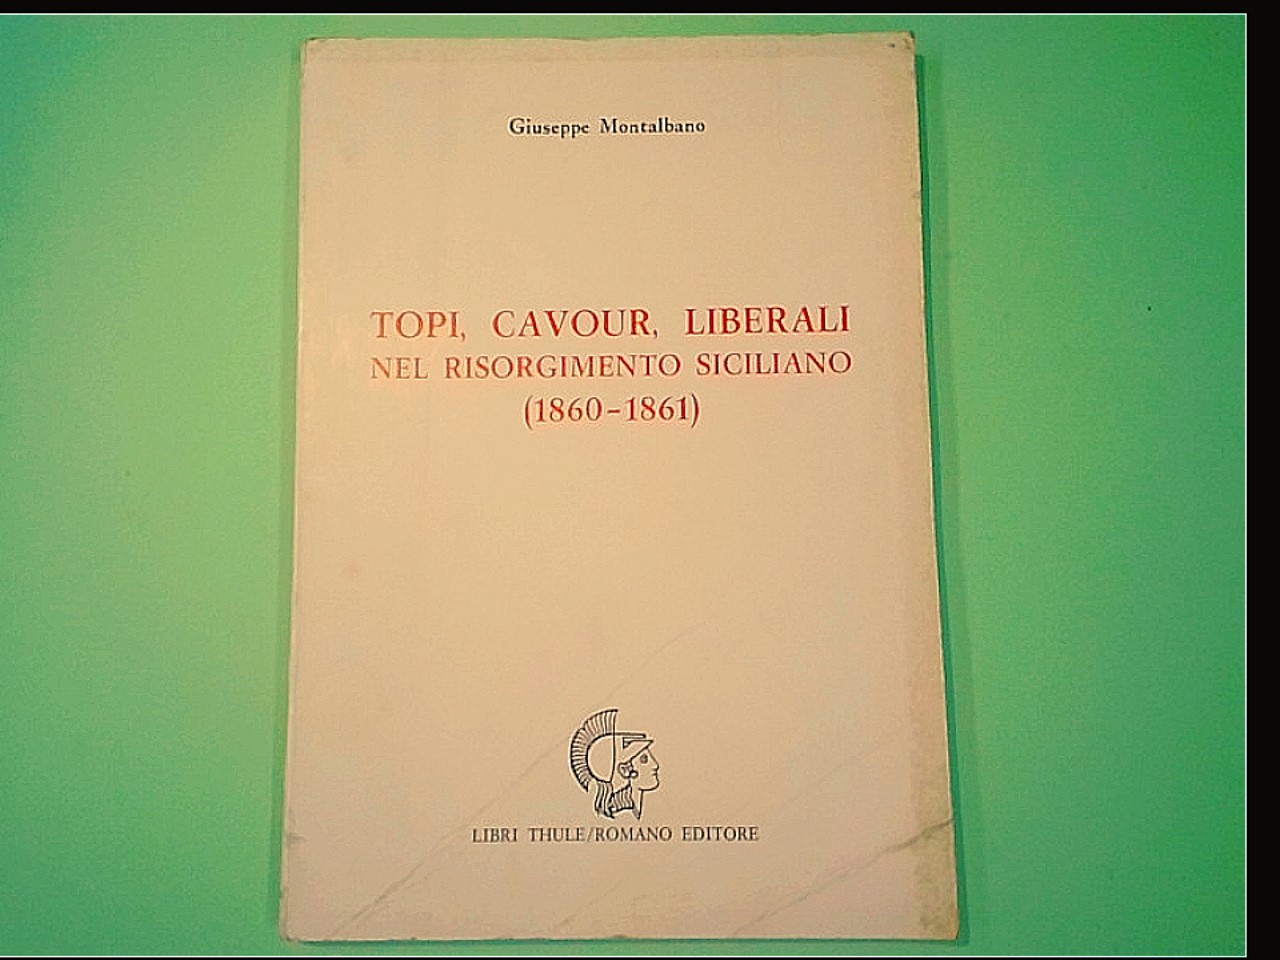 Giuseppe Montalbano
TOPI, CAVOUR, LIBERALI
NEL RISORGIMENTO SICILIANO
(1860-1861)
LIBRI THULE/ROMANO EDITORE